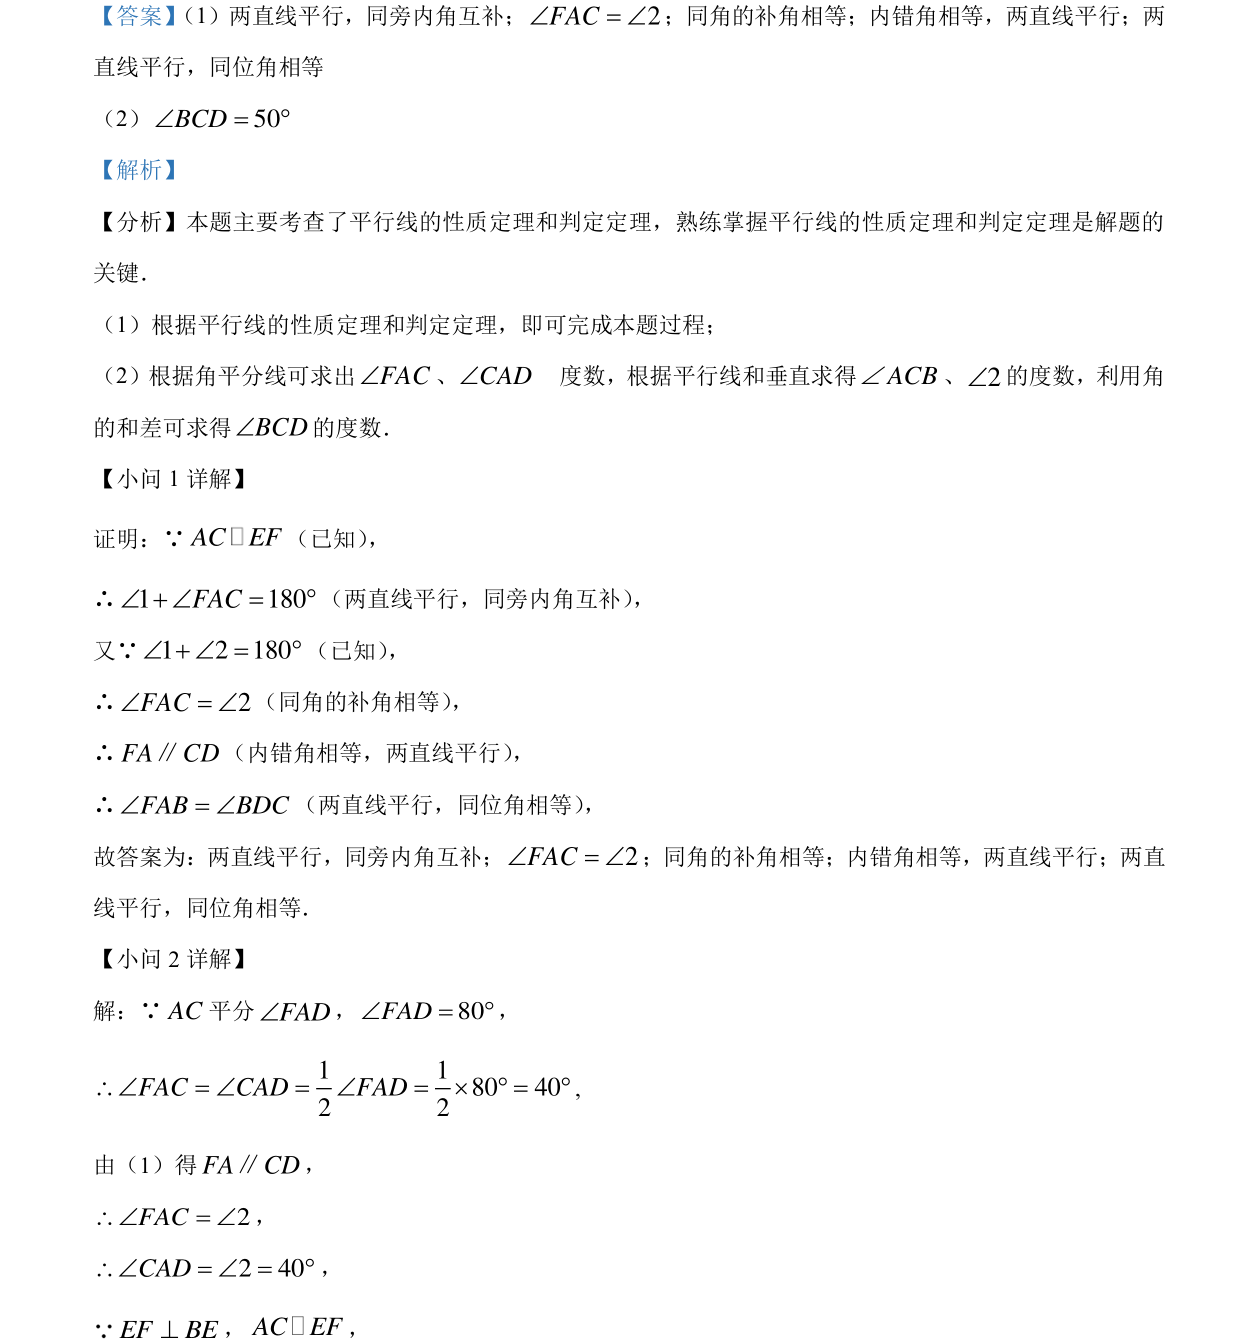 【答案】（1）两直线平行，同旁内角互补；∠FAC = ∠2；同角的补角相等；内错角相等，两直线平行；两
直线平行，同位角相等
（2）∠BCD = 50°
【解析】
【分析】本题主要考查了平行线的性质定理和判定定理，熟练掌握平行线的性质定理和判定定理是解题的
关键．
（1）根据平行线的性质定理和判定定理，即可完成本题过程；
（2）根据角平分线可求出∠FAC、∠CAD 度数，根据平行线和垂直求得∠ACB、∠2的度数，利用角
的和差可求得∠BCD的度数．
【小问 1 详解】
证明：∵ AC□EF（已知），
∴ ∠1+∠FAC = 180°（两直线平行，同旁内角互补），
又∵ ∠1+∠2 = 180°（已知），
∴ ∠FAC = ∠2（同角的补角相等），
∴ FA∥CD（内错角相等，两直线平行），
∴ ∠FAB = ∠BDC（两直线平行，同位角相等），
故答案为：两直线平行，同旁内角互补；∠FAC = ∠2；同角的补角相等；内错角相等，两直线平行；两直
线平行，同位角相等．
【小问 2 详解】
解：∵ AC 平分∠FAD，∠FAD = 80°，
∴∠FAC = ∠CAD = 1/2∠FAD = 1/2×80° = 40°,
由（1）得FA∥CD，
∴∠FAC = ∠2，
∴∠CAD = ∠2 = 40°，
∵ EF ⊥ BE，AC□EF，